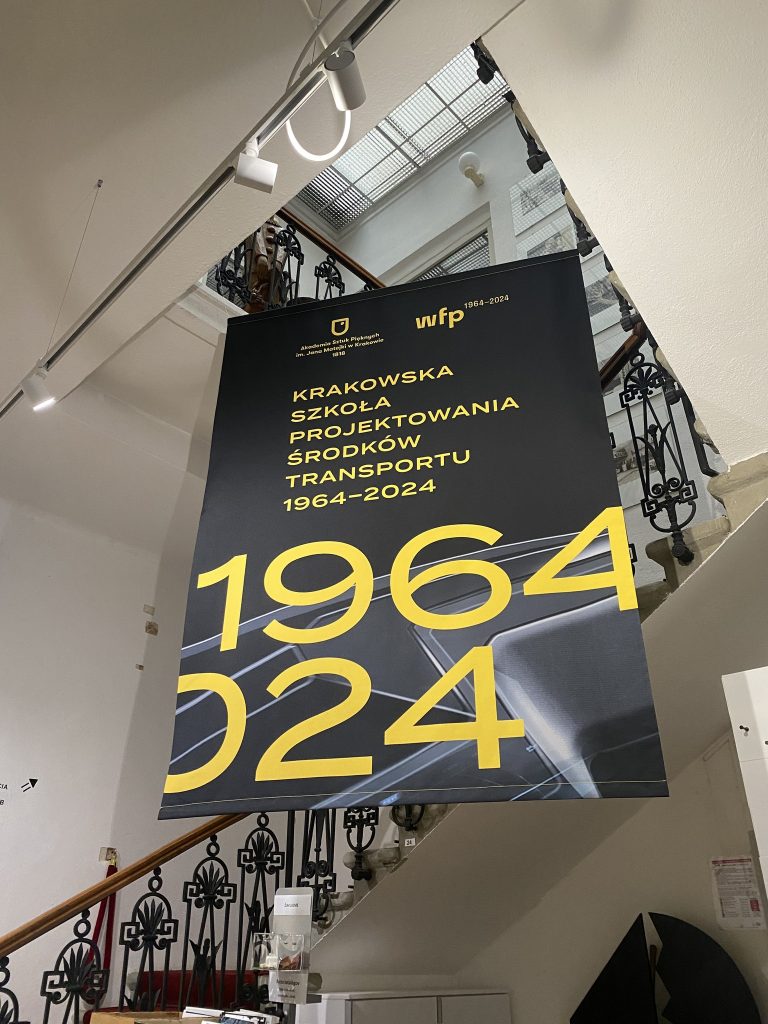 Akademia Sztuk Pięknych
im. Jana Matejki w Krakowie
1818
wfp 1964–2024
KRAKOWSKA
SZKOŁA
PROJEKTOWANIA
ŚRODKÓW
TRANSPORTU
1964–2024
1964
024
24